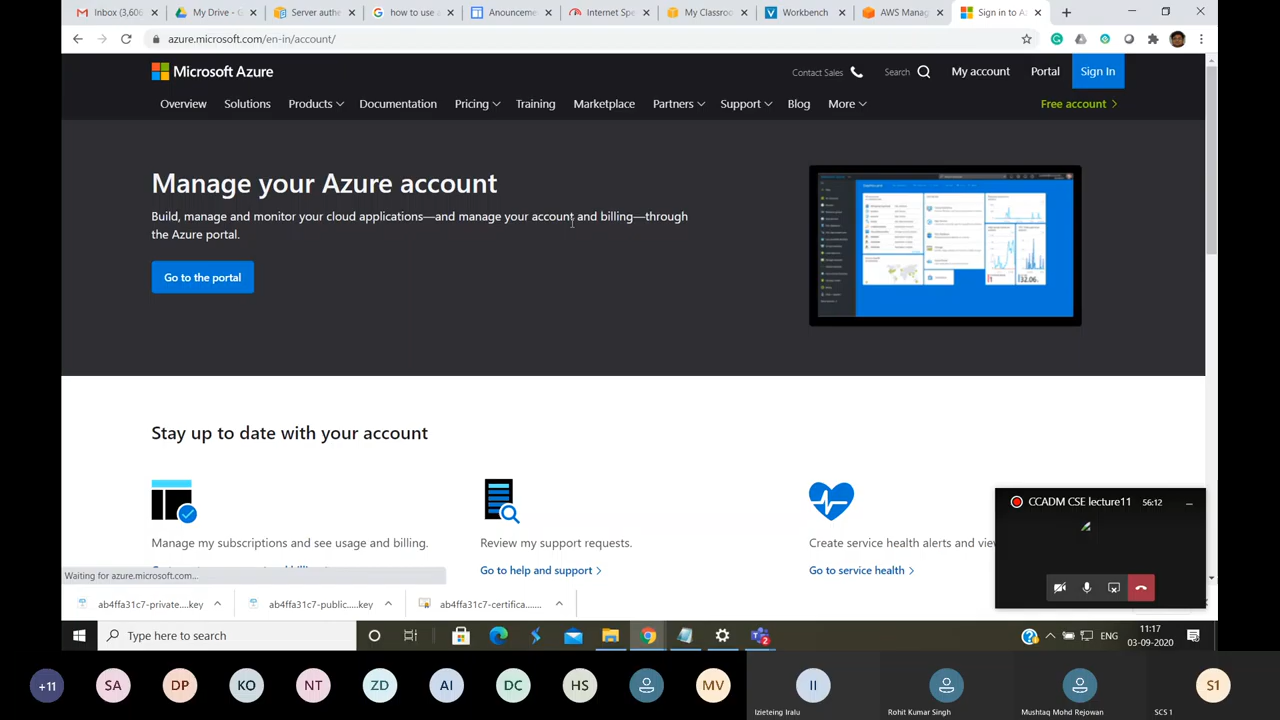 Inbox (3,606
My Drive - G
Server authe
how to use a
Anouncemen
Internet Spe
My Classroo
Workbench
AWS Manag
Sign in to Az
azure.microsoft.com/en-in/account/
Microsoft Azure
Contact Sales
Search
My account
Portal
Sign In
Overview
Solutions
Products
Documentation
Pricing
Training
Marketplace
Partners
Support
Blog
More
Free account
Manage your Azure account
Build, manage and monitor your cloud applications—and manage your account and billing—through
the Azure portal.
Go to the portal
Stay up to date with your account
Manage my subscriptions and see usage and billing.
Review my support requests.
Create service health alerts and vie
Go to help and support
Go to service health
CCADM CSE lecture11
56:12
Waiting for azure.microsoft.com...
ab4ffa31c7-private....key
ab4ffa31c7-public.....key
ab4ffa31c7-certifica.......
Type here to search
2
ENG
11:17
03-09-2020
+11
SA
DP
KO
NT
ZD
AI
DC
HS
MV
II
S1
Izieteing Iralu
Rohit Kumar Singh
Mushtaq Mohd Rejowan
SCS 1